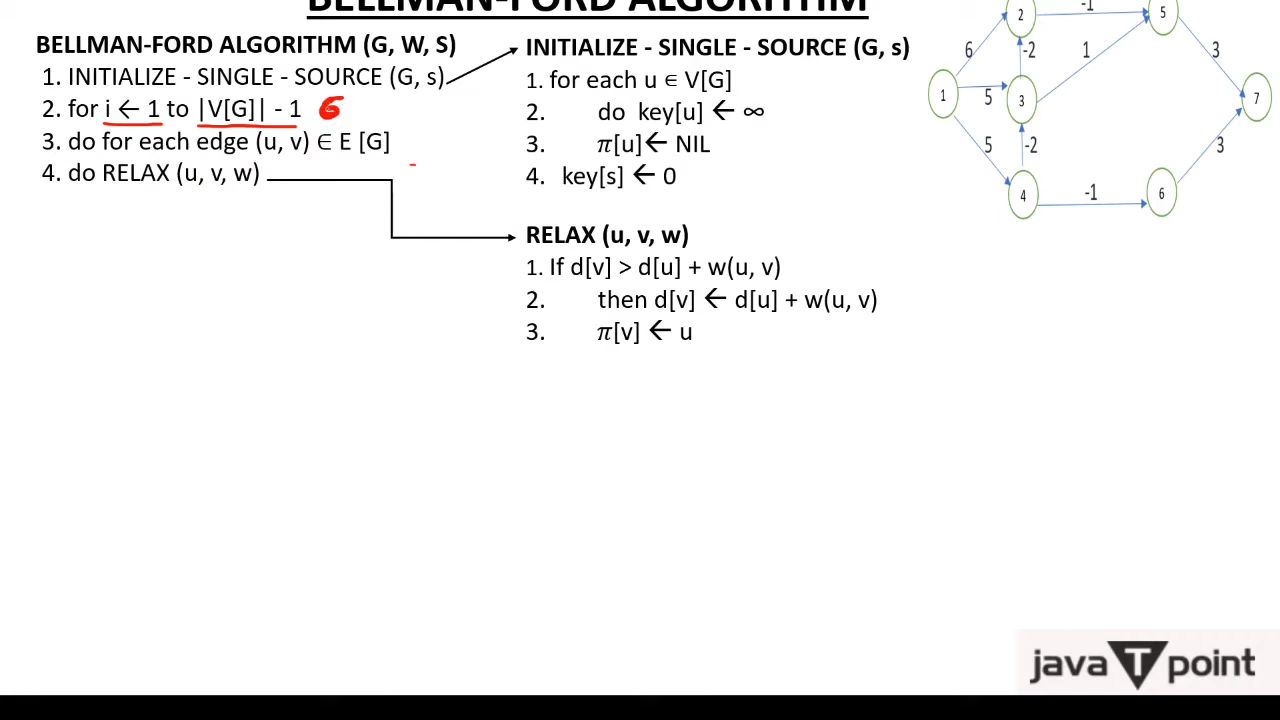 BELLMAN-FORD ALGORITHM
BELLMAN-FORD ALGORITHM (G, W, S)
1. INITIALIZE - SINGLE - SOURCE (G, s)
2. for i ← 1 to |V[G]| - 1 6
3. do for each edge (u, v) ∈ E [G]
4. do RELAX (u, v, w)
INITIALIZE - SINGLE - SOURCE (G, s)
1. for each u ∈ V[G]
2. do key[u] ← ∞
3. π[u] ← NIL
4. key[s] ← 0
RELAX (u, v, w)
1. If d[v] > d[u] + w(u, v)
2. then d[v] ← d[u] + w(u, v)
3. π[v] ← u
2 -1 5
6 -2 1 3
1 5 3 7
5 -2 3
4 -1 6
java T point